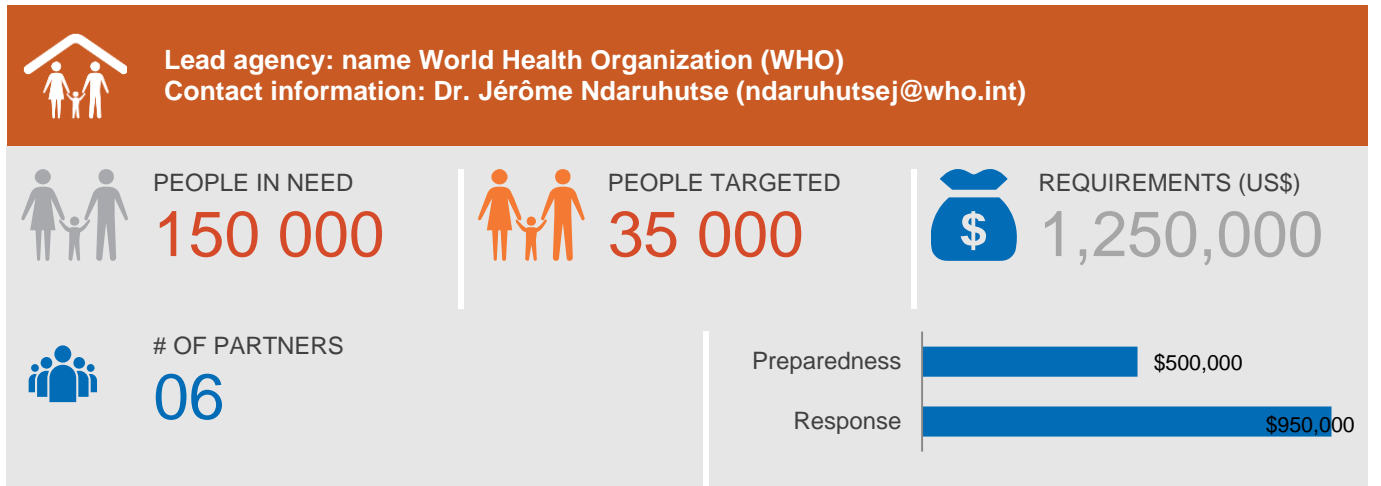 Lead agency: name World Health Organization (WHO)
Contact information: Dr. Jérôme Ndaruhutse (ndaruhutsej@who.int)
PEOPLE IN NEED
150 000
PEOPLE TARGETED
35 000
REQUIREMENTS (US$)
$
1,250,000
# OF PARTNERS
06
Preparedness
$500,000
Response
$950,000